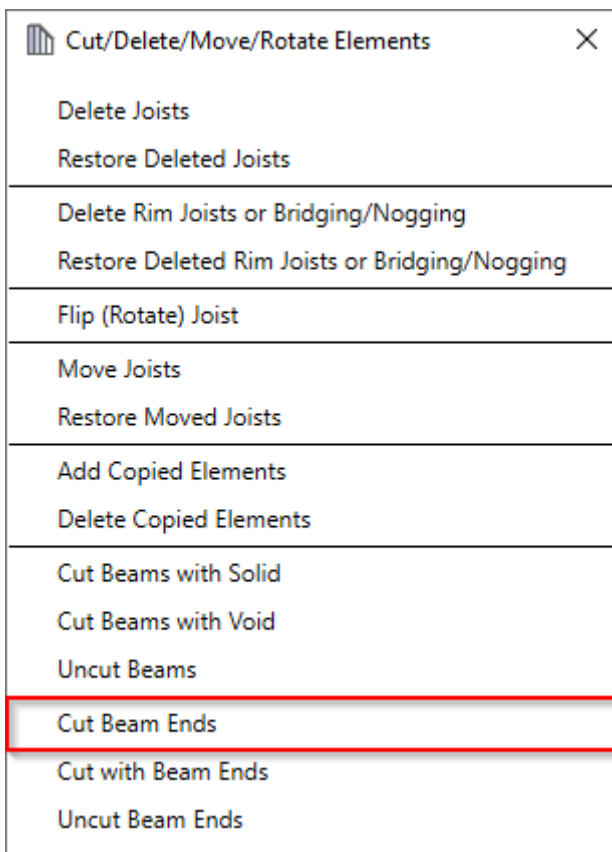 Cut/Delete/Move/Rotate Elements
Delete Joists
Restore Deleted Joists
Delete Rim Joists or Bridging/Nogging
Restore Deleted Rim Joists or Bridging/Nogging
Flip (Rotate) Joist
Move Joists
Restore Moved Joists
Add Copied Elements
Delete Copied Elements
Cut Beams with Solid
Cut Beams with Void
Uncut Beams
Cut Beam Ends
Cut with Beam Ends
Uncut Beam Ends